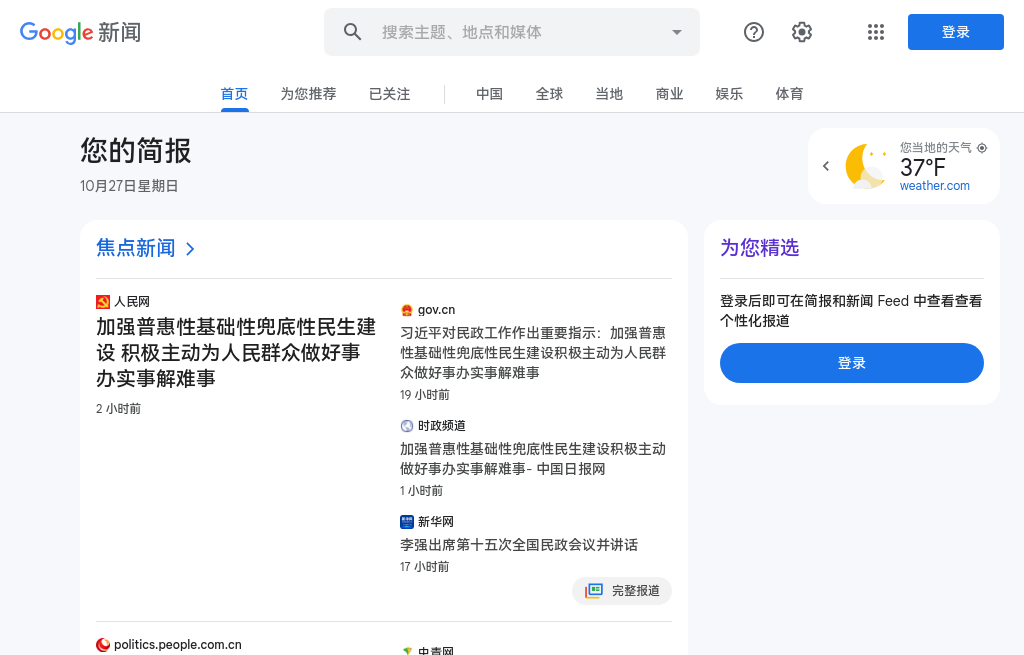 Google 新闻
搜索主题、地点和媒体
登录
首页
为您推荐
已关注
中国
全球
当地
商业
娱乐
体育
您的简报
10月27日星期日
您当地的天气
37°F
weather.com
焦点新闻
人民网
加强普惠性基础性兜底性民生建
设 积极主动为人民群众做好事
办实事解难事
2 小时前
gov.cn
习近平对民政工作作出重要指示：加强普惠
性基础性兜底性民生建设积极主动为人民群
众做好事办实事解难事
19 小时前
时政频道
加强普惠性基础性兜底性民生建设积极主动
做好事办实事解难事- 中国日报网
1 小时前
新华网
李强出席第十五次全国民政会议并讲话
17 小时前
完整报道
politics.people.com.cn
中青网
为您精选
登录后即可在简报和新闻 Feed 中查看查看
个性化报道
登录